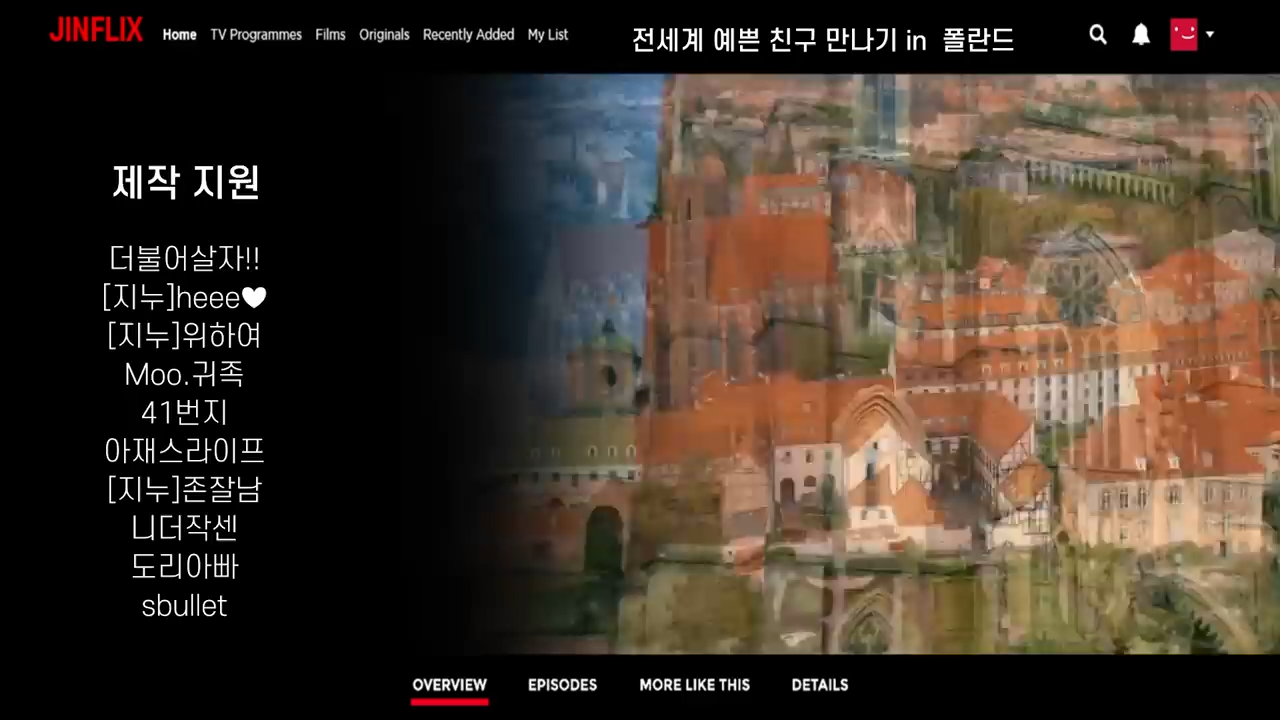 JINFLIX Home TV Programmes Films Originals Recently Added My List 전세계 예쁜 친구 만나기 in 폴란드
제작 지원
더불어살자!!
[지누]heee♥
[지누]위하여
Moo.귀족
41번지
아재스라이프
[지누]존잘남
니더작센
도리아빠
sbullet
OVERVIEW EPISODES MORE LIKE THIS DETAILS